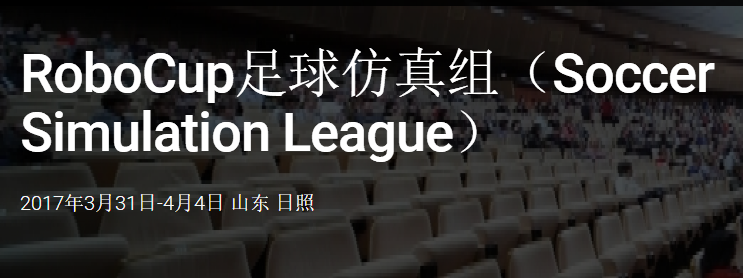 RoboCup足球仿真组（Soccer
Simulation League）
2017年3月31日-4月4日 山东 日照